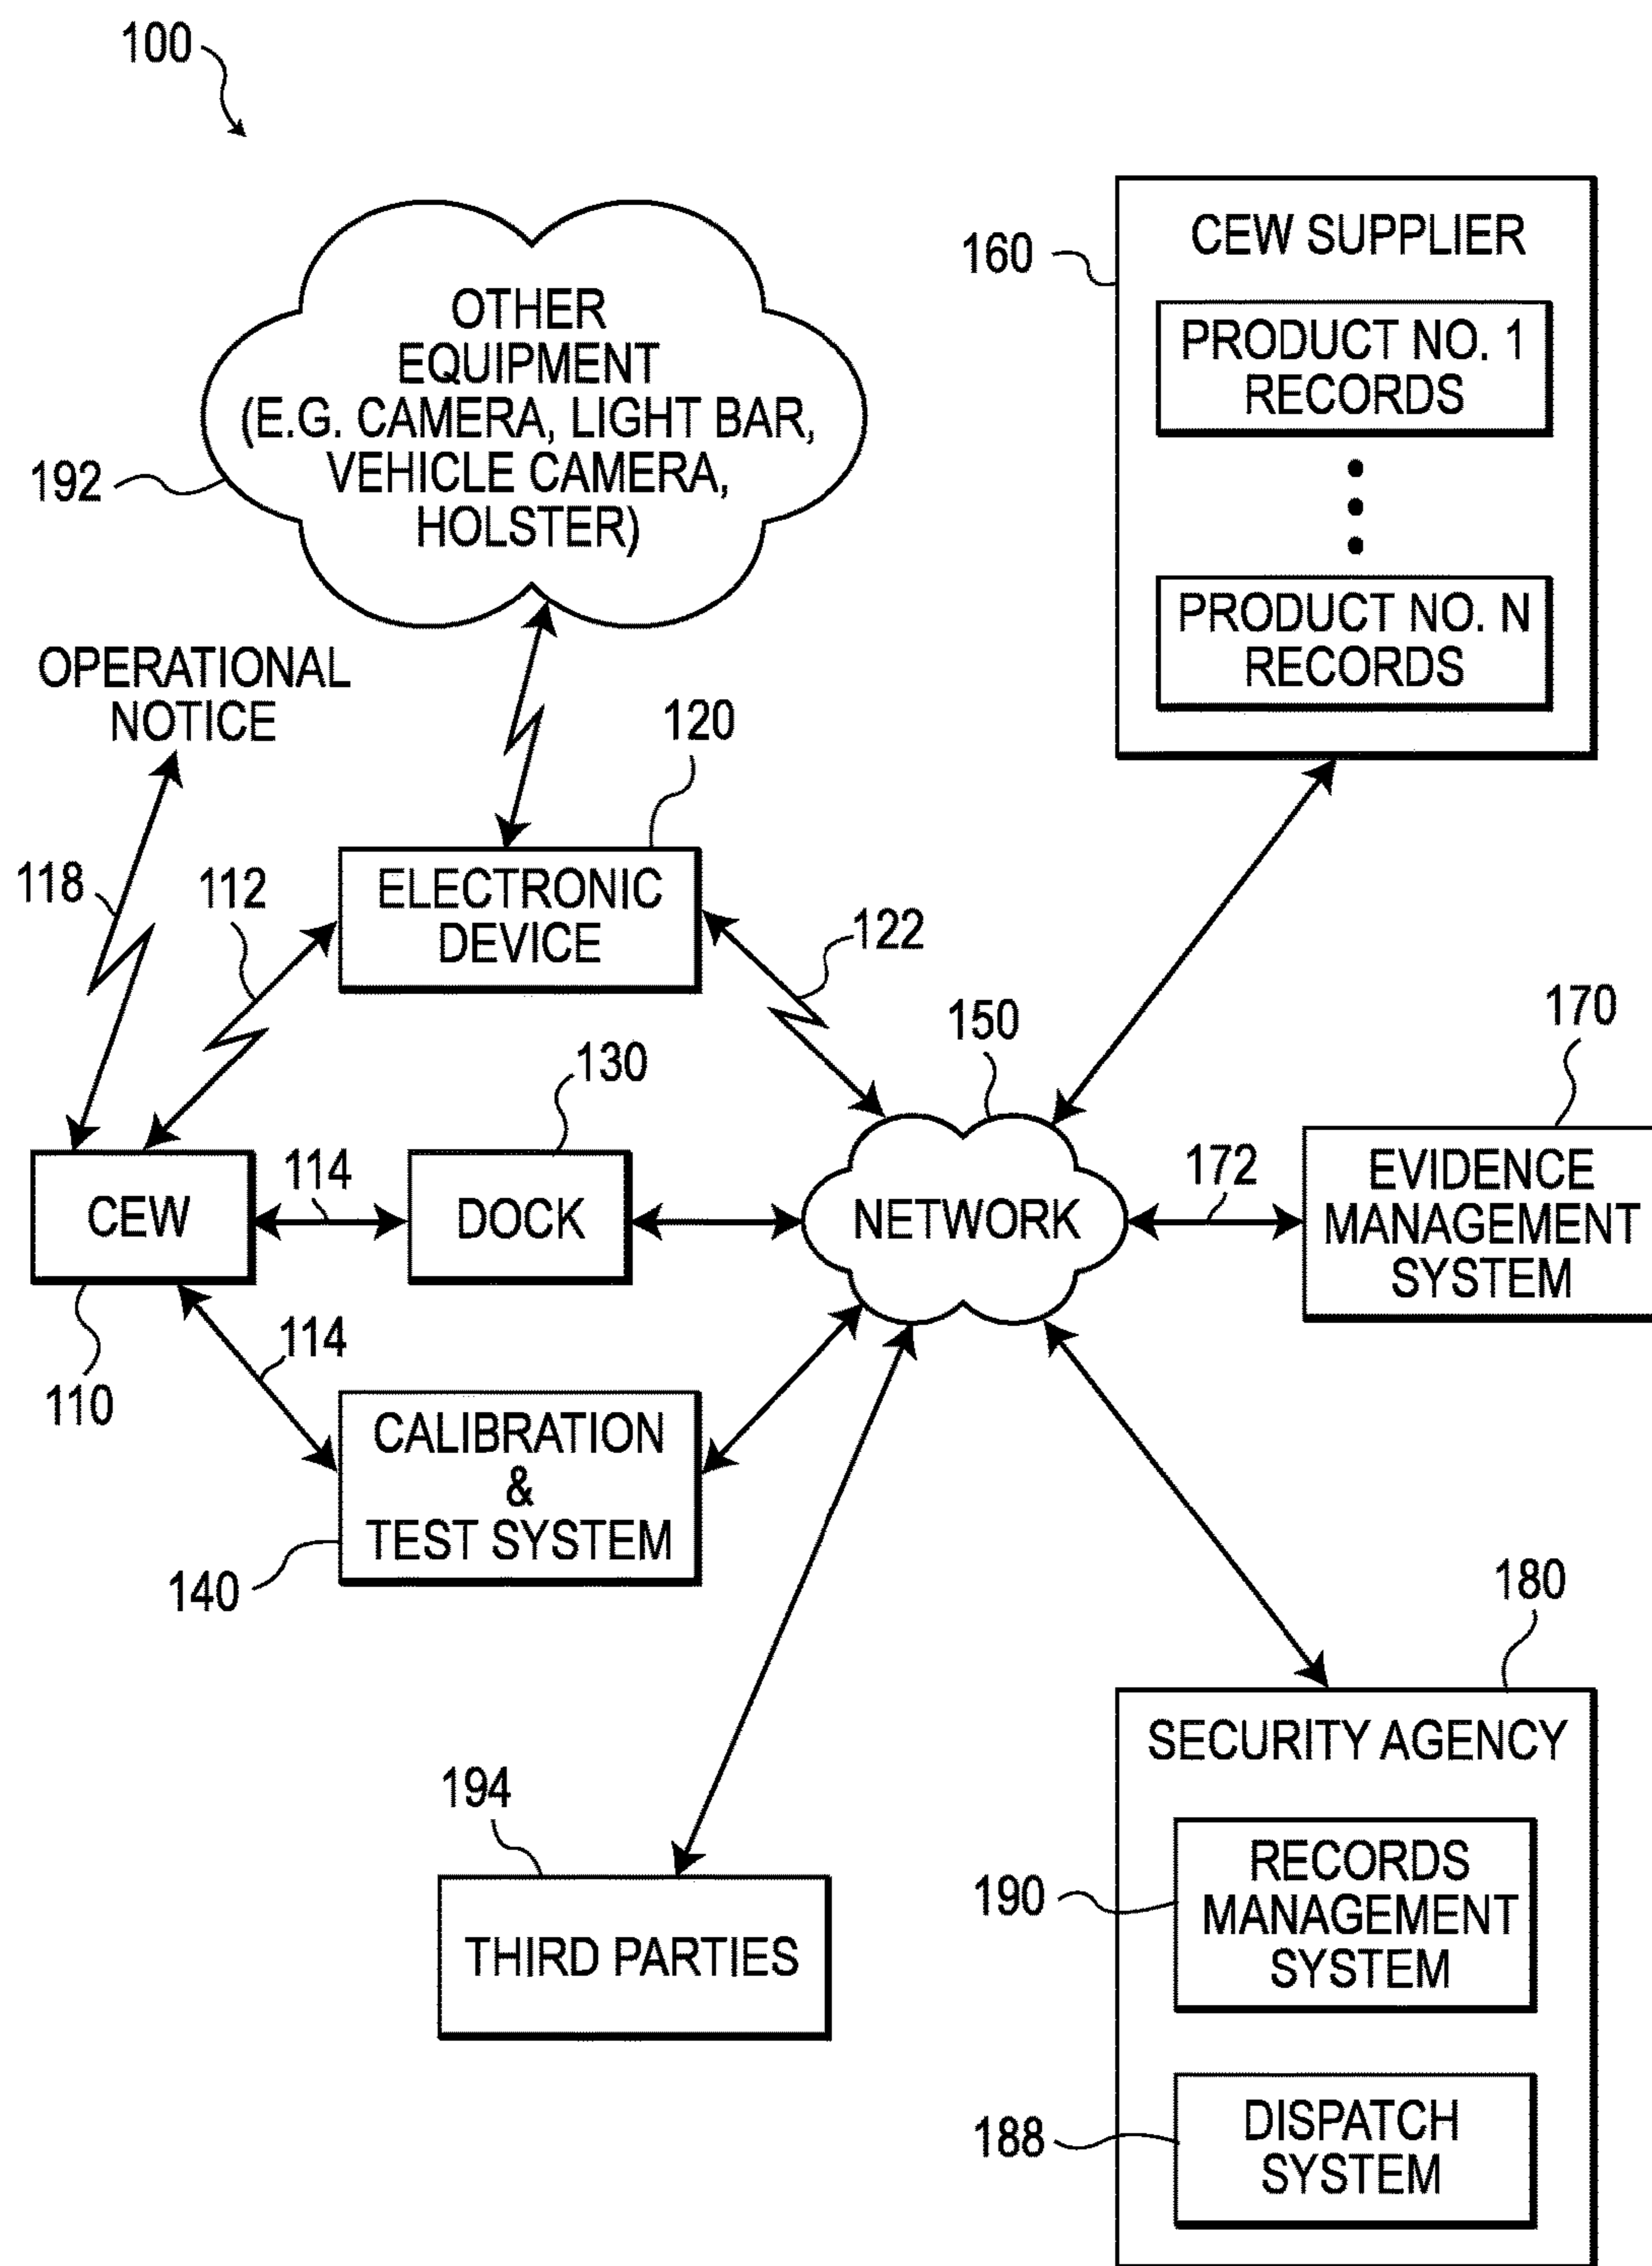 100
CEW SUPPLIER
160
PRODUCT NO. 1
RECORDS
PRODUCT NO. N
RECORDS
OTHER
EQUIPMENT
(E.G. CAMERA, LIGHT BAR,
VEHICLE CAMERA,
HOLSTER)
192
OPERATIONAL
NOTICE
120
118
112
ELECTRONIC
DEVICE
122
150
170
130
CEW
114
DOCK
NETWORK
172
EVIDENCE
MANAGEMENT
SYSTEM
110
114
CALIBRATION
&
TEST SYSTEM
140
180
SECURITY AGENCY
194
THIRD PARTIES
190
RECORDS
MANAGEMENT
SYSTEM
188
DISPATCH
SYSTEM